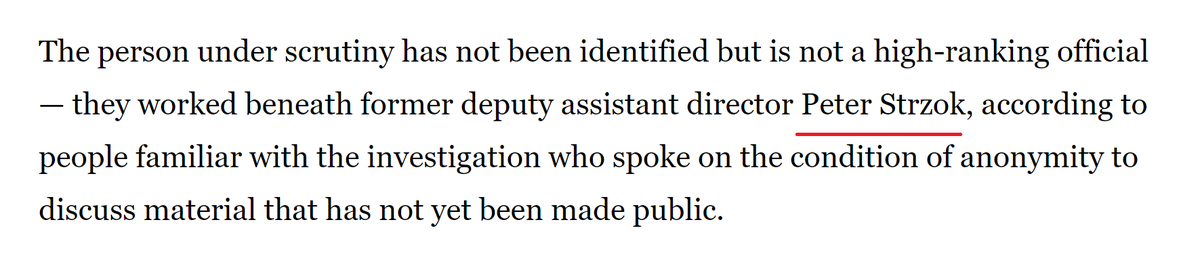 The person under scrutiny has not been identified but is not a high-ranking official
— they worked beneath former deputy assistant director Peter Strzok, according to
people familiar with the investigation who spoke on the condition of anonymity to
discuss material that has not yet been made public.